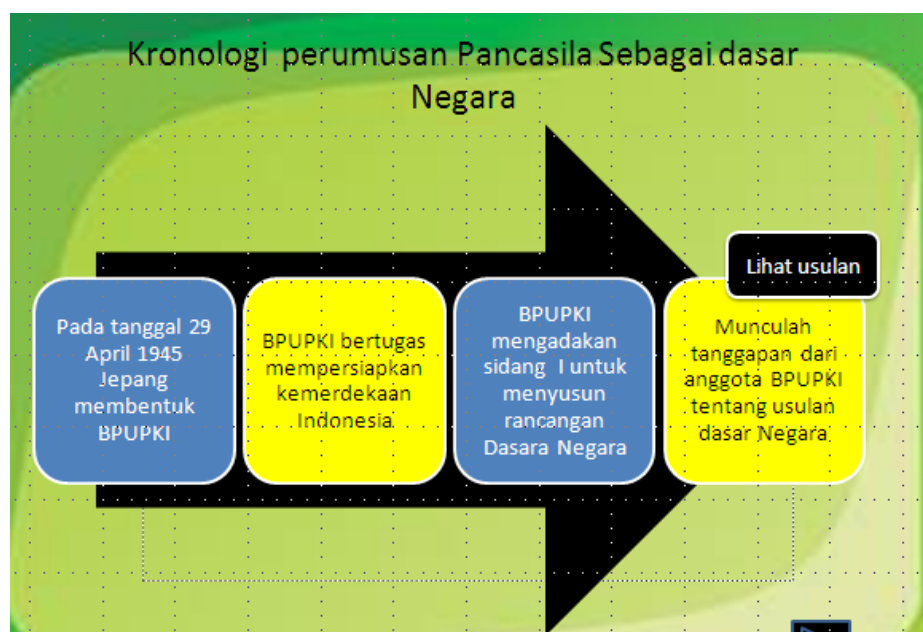 Kronologi perumusan Pancasila Sebagai dasar
Negara
Pada tanggal 29
April 1945
Jepang
membentuk
BPUPKI
BPUPKI bertugas
mempersiapkan
kemerdekaan
Indonesia
BPUPKI
mengadakan
sidang I untuk
menyusun
rancangan
Dasara Negara
Lihat usulan
Munculah
tanggapan dari
anggota BPUPKI
tentang usulan
dasar Negara